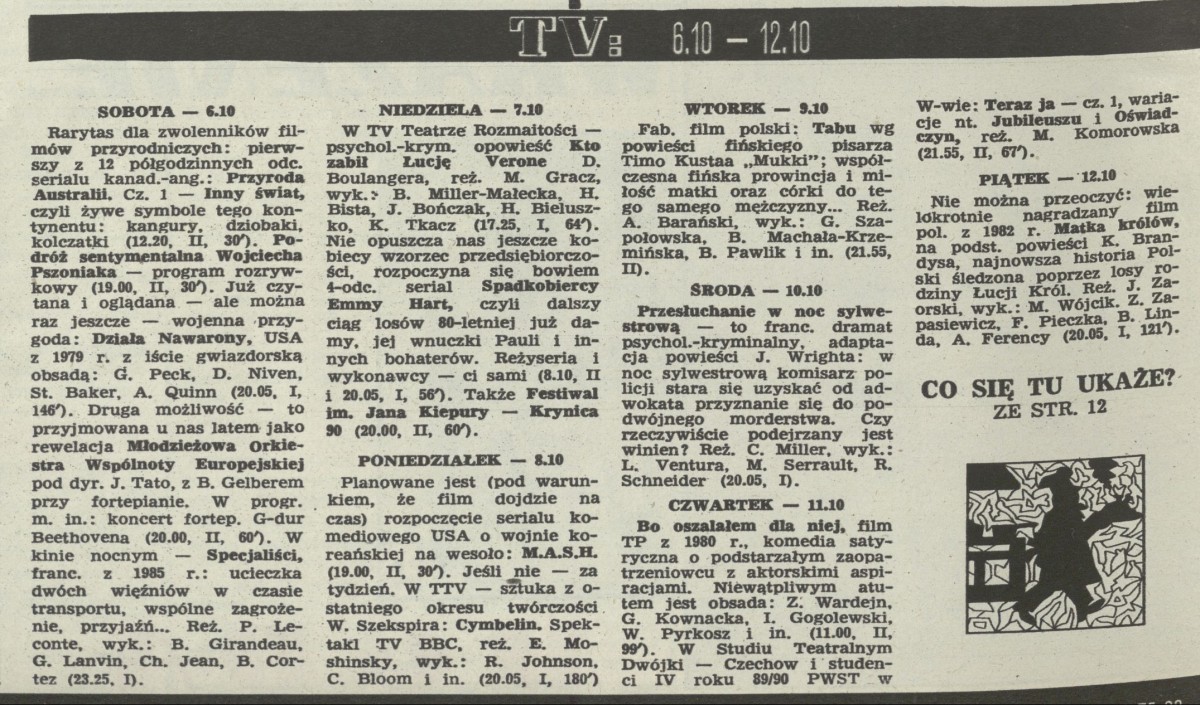 TV: 6.10 — 12.10
SOBOTA — 6.10
Rarytas dla zwolenników fil-
mów przyrodniczych: pierw-
szy z 12 półgodzinnych odc.
serialu kanad.-ang.: Przyroda
Australii. Cz. 1 — Inny świat,
czyli żywe symbole tego kon-
tynentu: kangury, dziobaki,
kolczatki (12.20, II, 30′). Po-
dróż sentymentalna Wojciecha
Pszoniaka — program rozryw-
kowy (19.00, II, 30′). Już czy-
tana i oglądana — ale można
raz jeszcze — wojenna przy-
goda: Działa Nawarony, USA
z 1979 r. z iście gwiazdorską
obsadą: G. Peck, D. Niven,
St. Baker, A. Quinn (20.05, I,
146′). Druga możliwość — to
przyjmowana u nas latem jako
rewelacja Młodzieżowa Orkie-
stra Wspólnoty Europejskiej
pod dyr. J. Tato, z B. Gelberem
przy fortepianie. W progr.
m. in.: koncert fortep. G-dur
Beethovena (20.00, II, 60′). W
kinie nocnym — Specjaliści,
franc. z 1985 r.: ucieczka
dwóch więźniów w czasie
transportu, wspólne zagroże-
nie, przyjaźń... Reż. P. Le-
conte, wyk.: B. Girandeau,
G. Lanvin, Ch. Jean, B. Cor-
tez (23.25, I).
NIEDZIELA — 7.10
W TV Teatrze Rozmaitości —
psychol.-krym. opowieść Kto
zabił Łucję Verone D.
Boulangera, reż. M. Gracz,
wyk.: B. Miller-Małecka, H.
Bista, J. Bończak, H. Bielusz-
ko, K. Tkacz (17.25, I, 64′).
Nie opuszcza nas jeszcze ko-
biecy wzorzec przedsiębiorczo-
ści, rozpoczyna się bowiem
4-odc. serial Spadkobiercy
Emmy Hart, czyli dalszy
ciąg losów 80-letniej już da-
my, jej wnuczki Pauli i in-
nych bohaterów. Reżyseria i
wykonawcy — ci sami (8.10, II
i 20.05, I, 56′). Także Festiwal
im. Jana Kiepury — Krynica
90 (20.00, II, 60′).
PONIEDZIAŁEK — 8.10
Planowane jest (pod warun-
kiem, że film dojdzie na
czas) rozpoczęcie serialu ko-
mediowego USA o wojnie ko-
reańskiej na wesoło: M.A.S.H.
(19.00, II, 30′). Jeśli nie — za
tydzień. W TTV — sztuka z o-
statniego okresu twórczości
W. Szekspira: Cymbelin. Spek-
takl TV BBC, reż. E. Mo-
shinsky, wyk.: R. Johnson,
C. Bloom i in. (20.05, I, 180′)
WTOREK — 9.10
Fab. film polski: Tabu wg
powieści fińskiego pisarza
Timo Kustaa „Mukki”; współ-
czesna fińska prowincja i mi-
łość matki oraz córki do te-
go samego mężczyzny... Reż.
A. Barański, wyk.: G. Sza-
połowska, B. Machała-Krze-
mińska, B. Pawlik i in. (21.55,
II).
ŚRODA — 10.10
Przesłuchanie w noc sylwe-
strową — to franc. dramat
psychol.-kryminalny, adapta-
cja powieści J. Wrighta: w
noc sylwestrową komisarz po-
licji stara się uzyskać od ad-
wokata przyznanie się do po-
dwójnego morderstwa. Czy
rzeczywiście podejrzany jest
winien? Reż. C. Miller, wyk.:
L. Ventura, M. Serrault, R.
Schneider (20.05, I).
CZWARTEK — 11.10
Bo oszalałem dla niej, film
TP z 1980 r., komedia saty-
ryczna o podstarzałym zaopa-
trzeniowcu z aktorskimi aspi-
racjami. Niewątpliwym atu-
tem jest obsada: Z. Wardejn,
G. Kownacka, I. Gogolewski,
W. Pyrkosz i in. (11.00, II,
99′). W Studiu Teatralnym
Dwójki — Czechow i studen-
ci IV roku 89/90 PWST w
W-wie: Teraz ja — cz. 1, waria-
cje nt. Jubileuszu i Oświad-
czyn, reż. M. Komorowska
(21.55, II, 67′).
PIĄTEK — 12.10
Nie można przeoczyć: wie-
lokrotnie nagradzany film
pol. z 1982 r. Matka królów,
na podst. powieści K. Bran-
dysa, najnowsza historia Pol-
ski śledzona poprzez losy ro-
dziny Łucji Król. Reż. J. Za-
orski, wyk.: M. Wójcik. Z. Za-
pasiewicz, F. Pieczka, B. Lin-
da, A. Ferency (20.05, I, 121′).
CO SIĘ TU UKAŻE?
ZE STR. 12